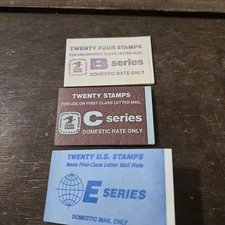 TWENTY FOUR STAMPS
FOR USE ON FIRST CLASS LETTER MAIL
B series
DOMESTIC RATE ONLY
TWENTY STAMPS
FOR USE ON FIRST CLASS LETTER MAIL
C series
DOMESTIC RATE ONLY
TWENTY U.S. STAMPS
Meets First-Class Letter Mail Rate
E SERIES
DOMESTIC MAIL ONLY